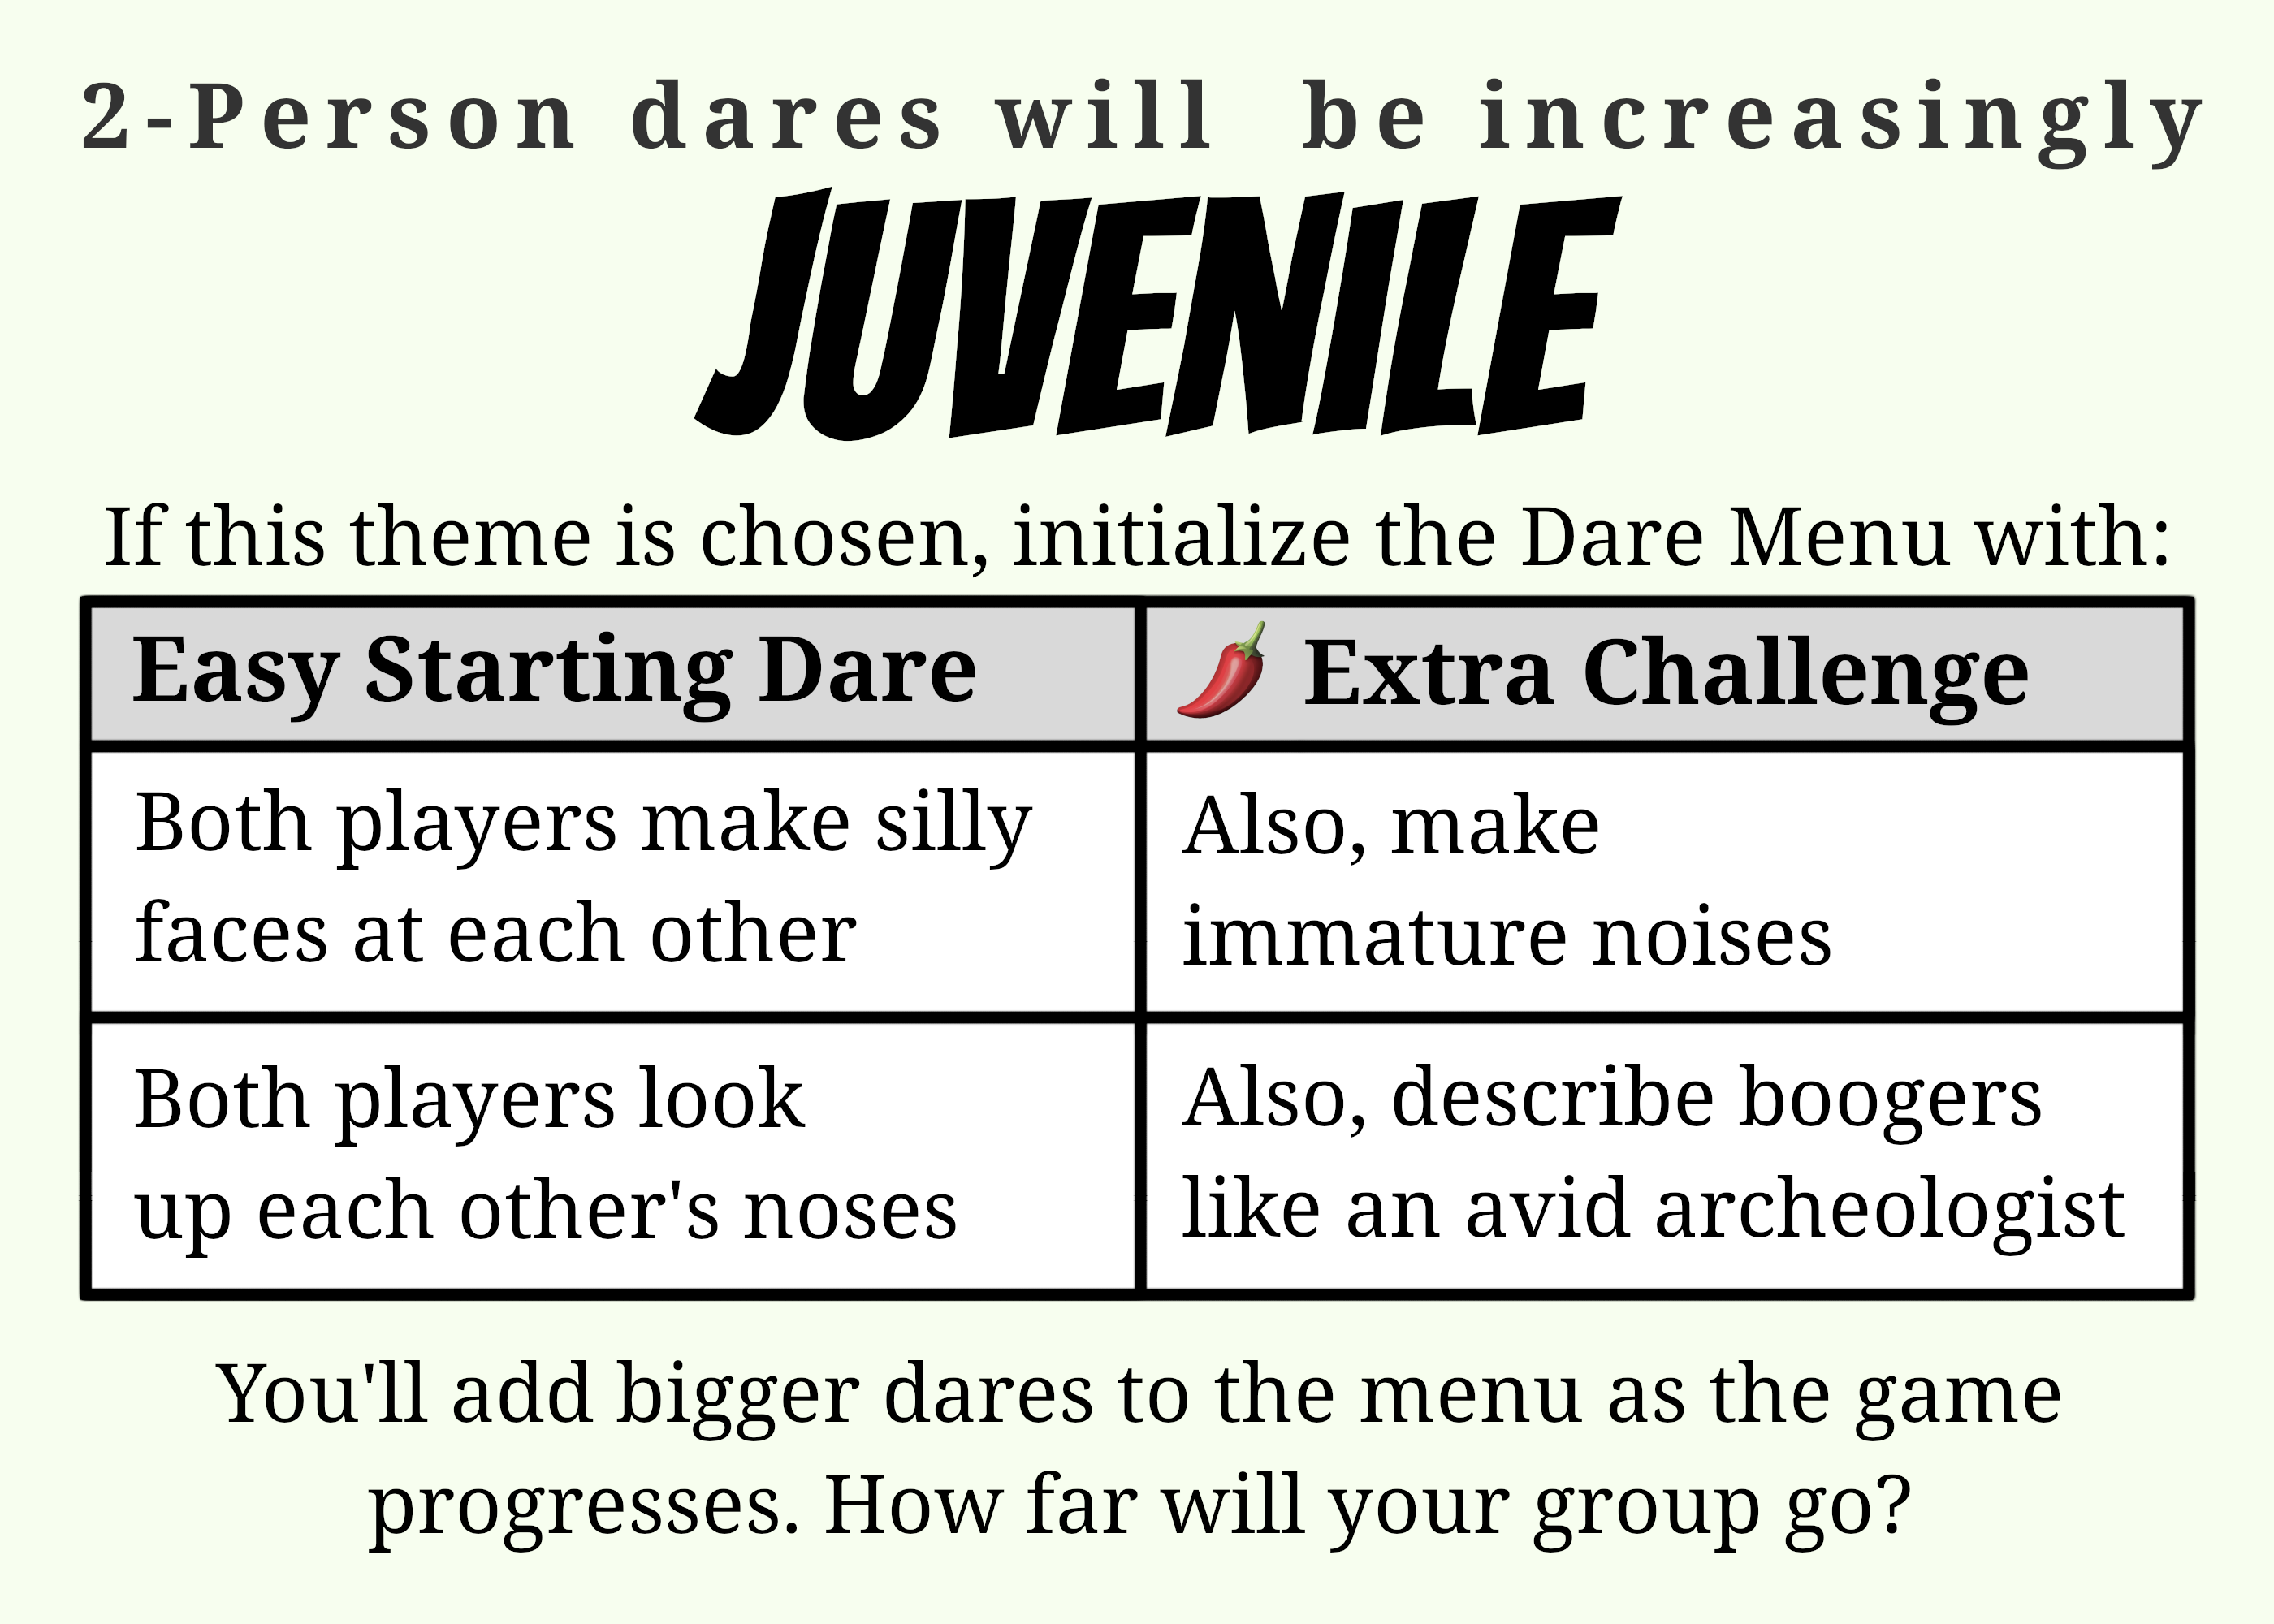 2-Person dares will be increasingly
JUVENILE
If this theme is chosen, initialize the Dare Menu with:
Easy Starting Dare
🌶️ Extra Challenge
Both players make silly
faces at each other
Also, make
immature noises
Both players look
up each other's noses
Also, describe boogers
like an avid archeologist
You'll add bigger dares to the menu as the game
progresses. How far will your group go?